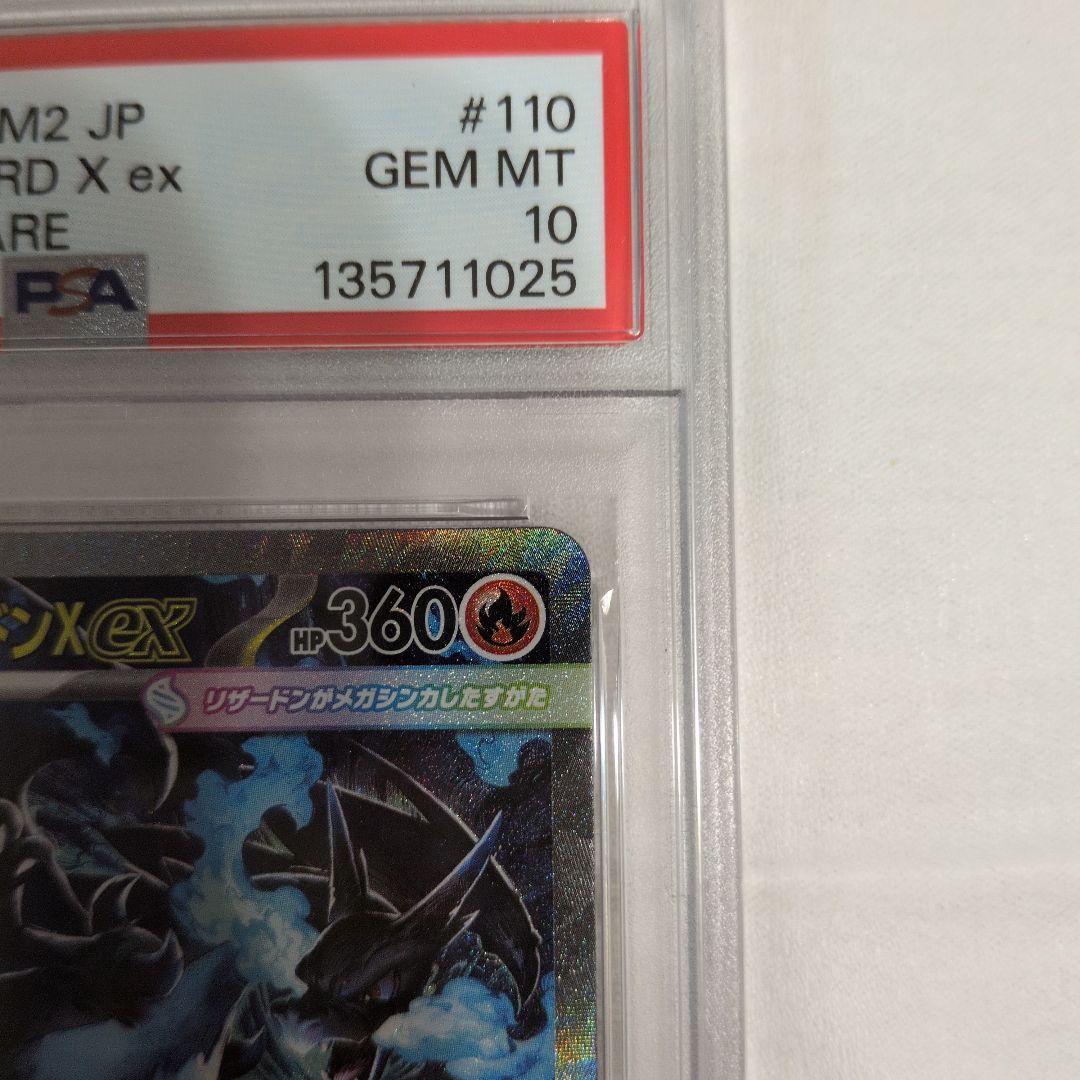 M2 JP #110
RD X ex GEM MT
ARE 10
PSA 135711025
ドンXex HP360
リザードンがメガシンカしたすがた